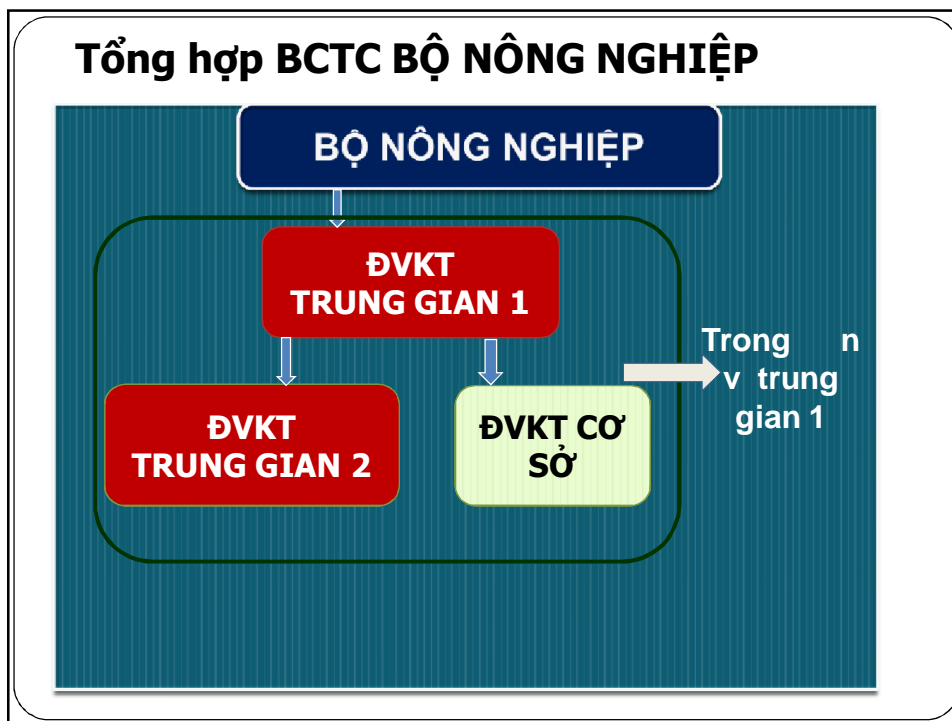 Tổng hợp BCTC BỘ NÔNG NGHIỆP
BỘ NÔNG NGHIỆP
ĐVKT
TRUNG GIAN 1
ĐVKT
TRUNG GIAN 2
ĐVKT CƠ
SỞ
Trong n
v trung
gian 1